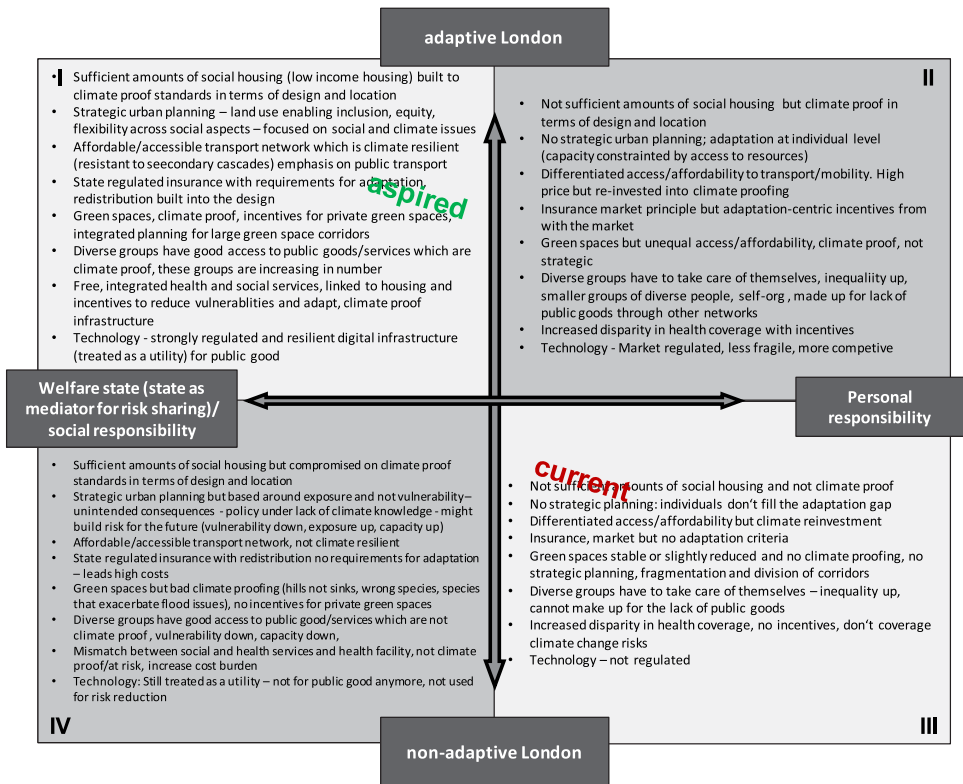 adaptive London
I
• Sufficient amounts of social housing (low income housing) built to
climate proof standards in terms of design and location
• Strategic urban planning – land use enabling inclusion, equity,
flexibility across social aspects – focused on social and climate issues
• Affordable/accessible transport network which is climate resilient
(resistant to seecondary cascades) emphasis on public transport
• State regulated insurance with requirements for adaptation,
redistribution built into the design
• Green spaces, climate proof, incentives for private green spaces,
integrated planning for large green space corridors
• Diverse groups have good access to public goods/services which are
climate proof, these groups are increasing in number
• Free, integrated health and social services, linked to housing and
incentives to reduce vulnerablities and adapt, climate proof
infrastructure
• Technology - strongly regulated and resilient digital infrastructure
(treated as a utility) for public good
aspired
II
• Not sufficient amounts of social housing but climate proof in
terms of design and location
• No strategic urban planning; adaptation at individual level
(capacity constrainted by access to resources)
• Differentiated access/affordability to transport/mobility. High
price but re-invested into climate proofing
• Insurance market principle but adaptation-centric incentives from
with the market
• Green spaces but unequal access/affordability, climate proof, not
strategic
• Diverse groups have to take care of themselves, inequaliity up,
smaller groups of diverse people, self-org , made up for lack of
public goods through other networks
• Increased disparity in health coverage with incentives
• Technology - Market regulated, less fragile, more competive
Welfare state (state as
mediator for risk sharing)/
social responsibility
Personal
responsibility
• Sufficient amounts of social housing but compromised on climate proof
standards in terms of design and location
• Strategic urban planning but based around exposure and not vulnerability–
unintended consequences - policy under lack of climate knowledge - might
build risk for the future (vulnerability down, exposure up, capacity up)
• Affordable/accessible transport network, not climate resilient
• State regulated insurance with redistribution no requirements for adaptation
– leads high costs
• Green spaces but bad climate proofing (hills not sinks, wrong species, species
that exacerbate flood issues), no incentives for private green spaces
• Diverse groups have good access to public good/services which are not
climate proof , vulnerability down, capacity down,
• Mismatch between social and health services and health facility, not climate
proof/at risk, increase cost burden
• Technology: Still treated as a utility – not for public good anymore, not used
for risk reduction
IV
current
• Not sufficient amounts of social housing and not climate proof
• No strategic planning: individuals don‘t fill the adaptation gap
• Differentiated access/affordability but climate reinvestment
• Insurance, market but no adaptation criteria
• Green spaces stable or slightly reduced and no climate proofing, no
strategic planning, fragmentation and division of corridors
• Diverse groups have to take care of themselves – inequality up,
cannot make up for the lack of public goods
• Increased disparity in health coverage, no incentives, don‘t coverage
climate change risks
• Technology – not regulated
III
non-adaptive London